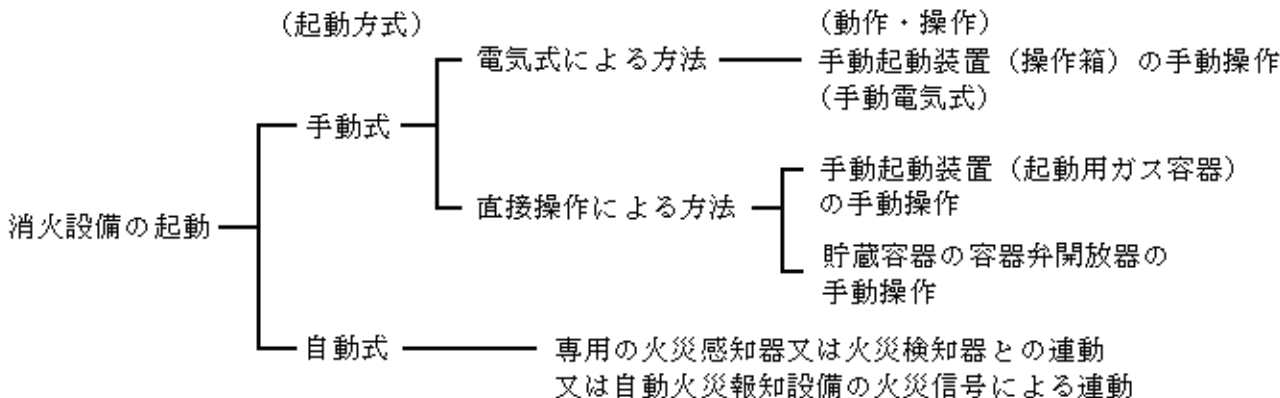 （起動方式）
（動作・操作）
電気式による方法
手動起動装置（操作箱）の手動操作
（手動電気式）
手動式
手動起動装置（起動用ガス容器）
の手動操作
直接操作による方法
消火設備の起動
貯蔵容器の容器弁開放器の
手動操作
自動式
専用の火災感知器又は火災検知器との連動
又は自動火災報知設備の火災信号による連動